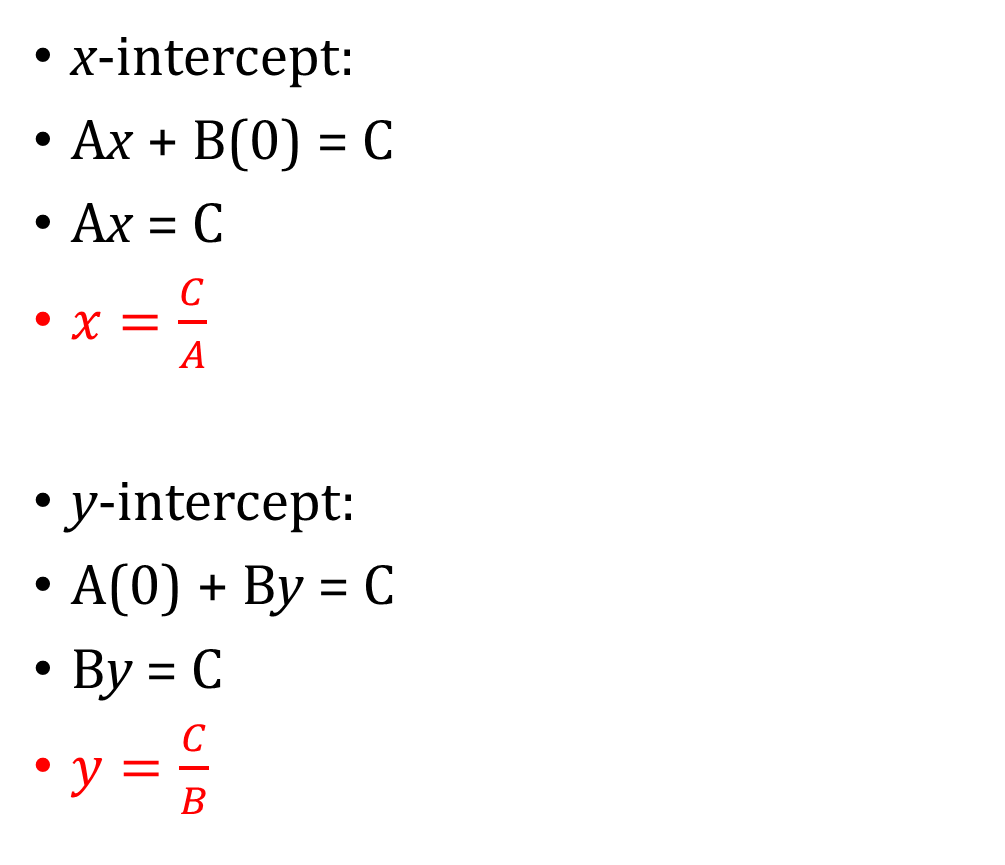 • x-intercept:
• Ax + B(0) = C
• Ax = C
• x = C/A
• y-intercept:
• A(0) + By = C
• By = C
• y = C/B